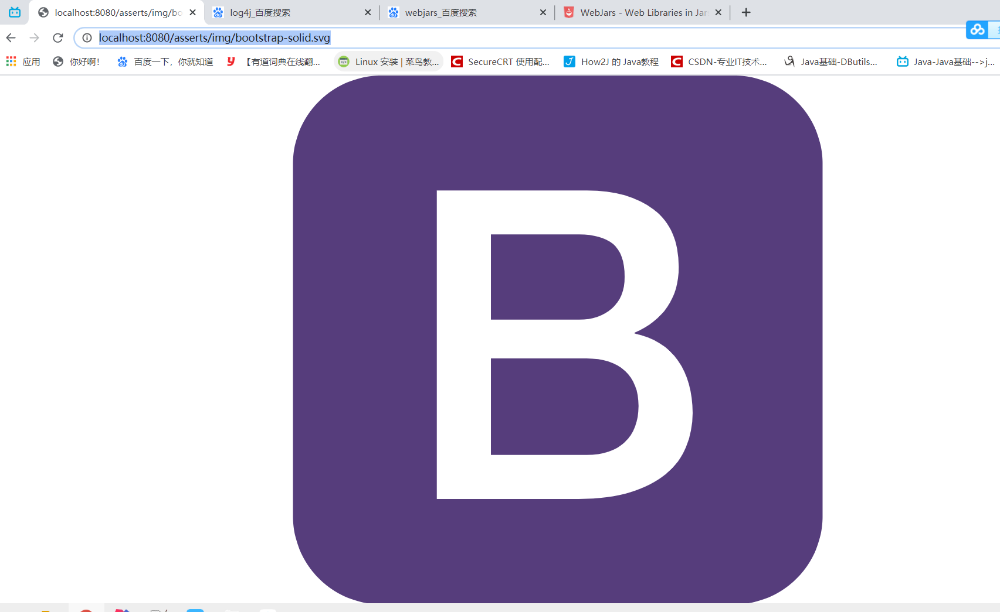 localhost:8080/asserts/img/bo
log4j_百度搜索
webjars_百度搜索
WebJars - Web Libraries in Jar
localhost:8080/asserts/img/bootstrap-solid.svg
应用
你好啊!
百度一下，你就知道
【有道词典在线翻...
Linux 安装 | 菜鸟教...
SecureCRT 使用配...
How2J 的 Java教程
CSDN-专业IT技术...
Java基础-DButils...
Java-Java基础-->j...
B